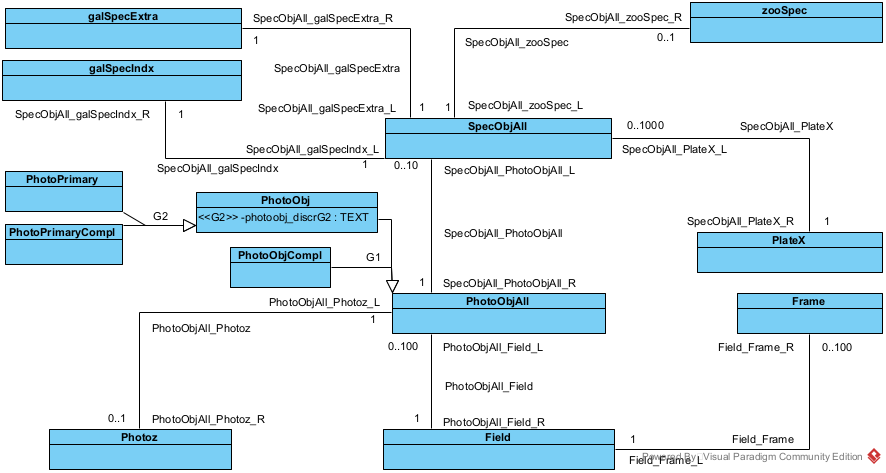 galSpecExtra
SpecObjAll_galSpecExtra_R
1
SpecObjAll_zooSpec_R
zooSpec
SpecObjAll_zooSpec
0..1
galSpecIndx
SpecObjAll_galSpecExtra
SpecObjAll_galSpecIndx_R
1
SpecObjAll_galSpecExtra_L
1
1
SpecObjAll_zooSpec_L
SpecObjAll
0..1000
SpecObjAll_PlateX
SpecObjAll_galSpecIndx_L
SpecObjAll_PlateX_L
SpecObjAll_galSpecIndx
1
0..10
SpecObjAll_PhotoObjAll_L
PhotoPrimary
PhotoObj
G2
<<G2>> -photoobj_discrG2 : TEXT
SpecObjAll_PlateX_R
1
PhotoPrimaryCompl
SpecObjAll_PhotoObjAll
PlateX
PhotoObjCompl
G1
1
SpecObjAll_PhotoObjAll_R
PhotoObjAll_Photoz_L
PhotoObjAll
Frame
1
PhotoObjAll_Photoz
0..100
PhotoObjAll_Field_L
Field_Frame_R
0..100
PhotoObjAll_Field
0..1
PhotoObjAll_Photoz_R
1
PhotoObjAll_Field_R
Photoz
Field
1
Field_Frame
Powered By Visual Paradigm Community Edition
Field_Frame_L